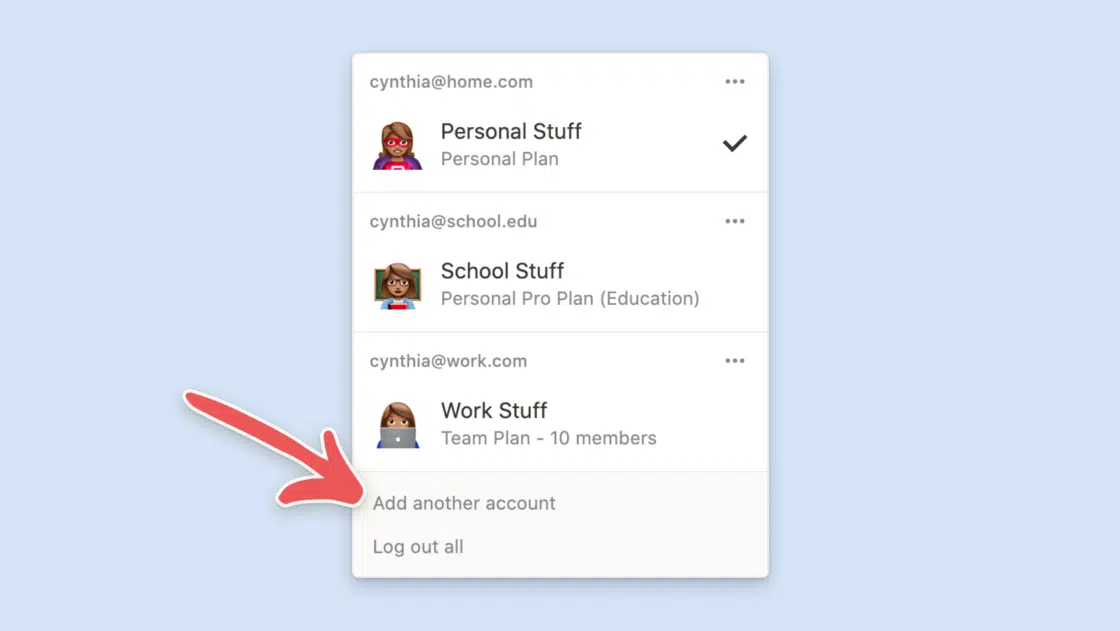 cynthia@home.com
Personal Stuff
Personal Plan
cynthia@school.edu
School Stuff
Personal Pro Plan (Education)
cynthia@work.com
Work Stuff
Team Plan - 10 members
Add another account
Log out all